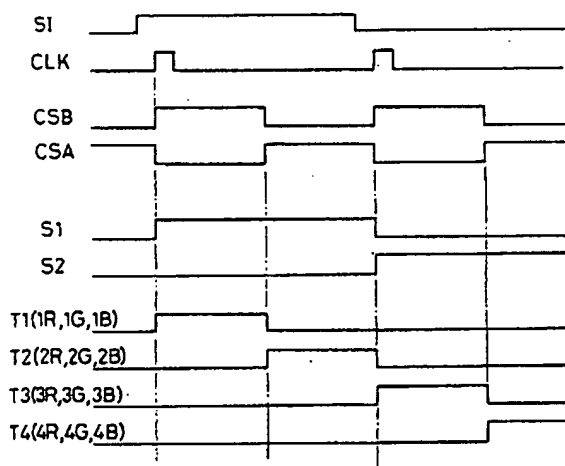 SI
CLK
CSB
CSA
S1
S2
T1(1R,1G,1B)
T2(2R,2G,2B)
T3(3R,3G,3B)
T4(4R,4G,4B)